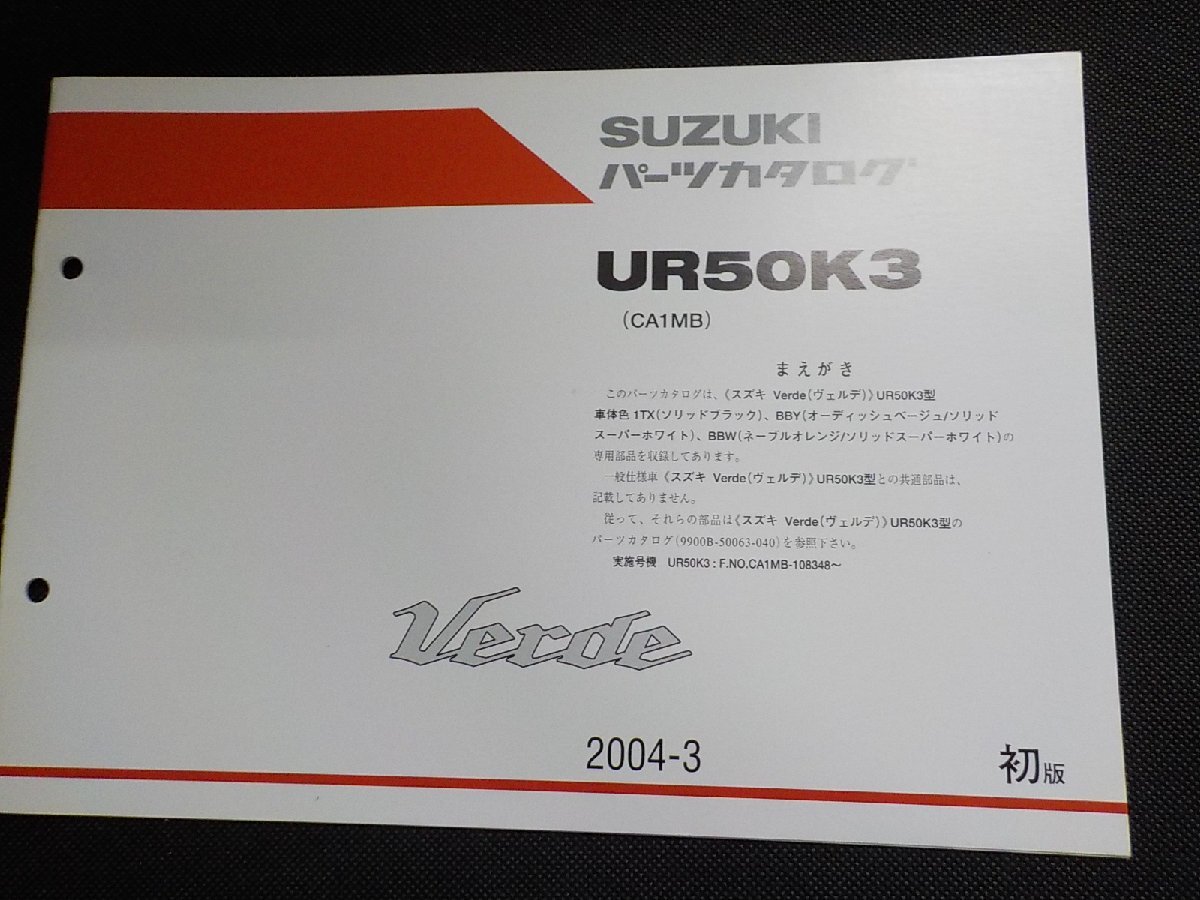 SUZUKI
パーツカタログ
UR50K3
(CA1MB)
まえがき
このパーツカタログは、《スズキ Verde(ヴェルデ)》UR50K3型
車体色 1TX(ソリッドブラック)、BBY(オーディッシュベージュ/ソリッド
スーパーホワイト)、BBW(ネーブルオレンジ/ソリッドスーパーホワイト)の
専用部品を収録してあります。
一般仕様車《スズキ Verde(ヴェルデ)》UR50K3型との共通部品は、
記載してありません。
従って、それらの部品は《スズキ Verde(ヴェルデ)》UR50K3型の
パーツカタログ(9900B-50063-040)を参照下さい。
実施号機 UR50K3:F.NO.CA1MB-108348~
Verde
2004-3
初版